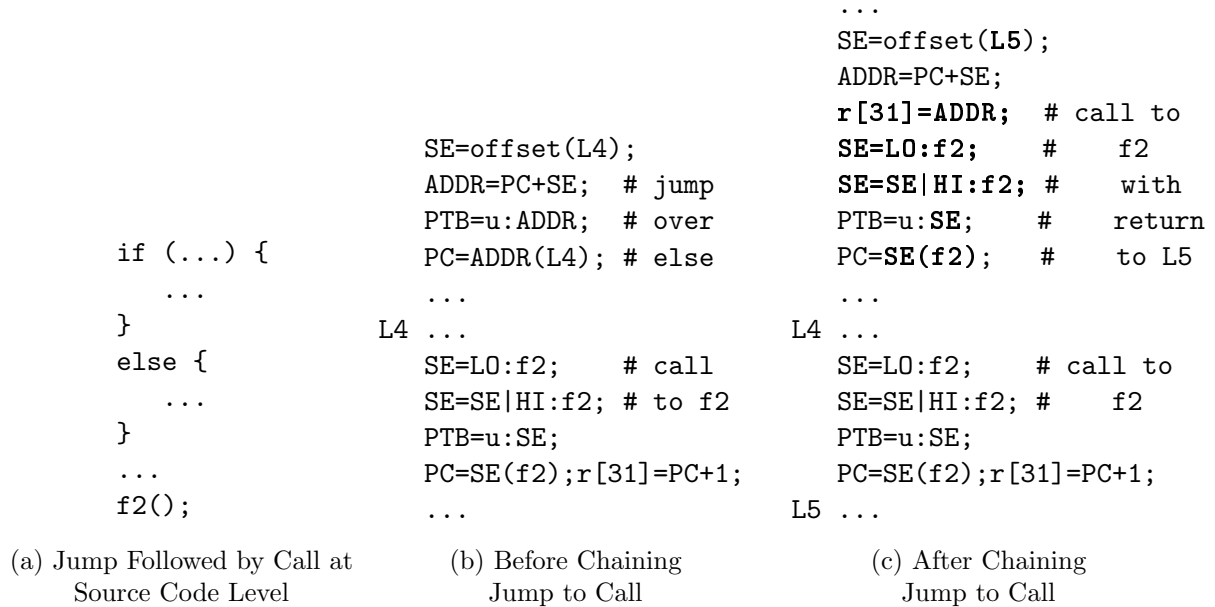 if (...) {
...
}
else {
...
}
...
f2();
(a) Jump Followed by Call at
Source Code Level
SE=offset(L4);
ADDR=PC+SE; # jump
PTB=u:ADDR; # over
PC=ADDR(L4); # else
...
L4 ...
SE=LO:f2; # call
SE=SE|HI:f2; # to f2
PTB=u:SE;
PC=SE(f2);r[31]=PC+1;
...
(b) Before Chaining
Jump to Call
...
SE=offset(L5);
ADDR=PC+SE;
r[31]=ADDR; # call to
SE=LO:f2; # f2
SE=SE|HI:f2; # with
PTB=u:SE; # return
PC=SE(f2); # to L5
...
L4 ...
SE=LO:f2; # call to
SE=SE|HI:f2; # f2
PTB=u:SE;
PC=SE(f2);r[31]=PC+1;
L5 ...
(c) After Chaining
Jump to Call